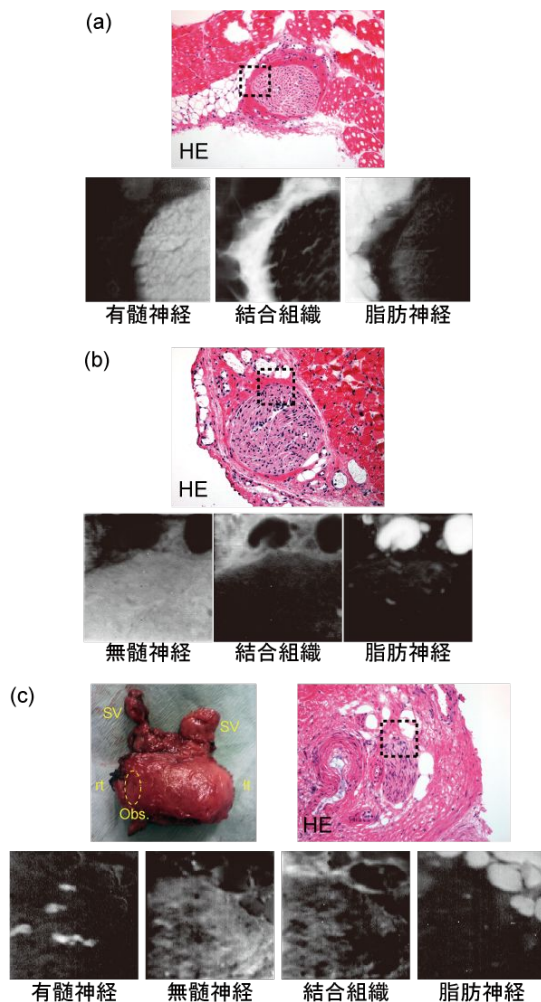 (a)
HE
有髄神経 結合組織 脂肪神経
(b)
HE
無髄神経 結合組織 脂肪神経
(c)
SV SV
rt lt
Obs.
HE
有髄神経 無髄神経 結合組織 脂肪神経